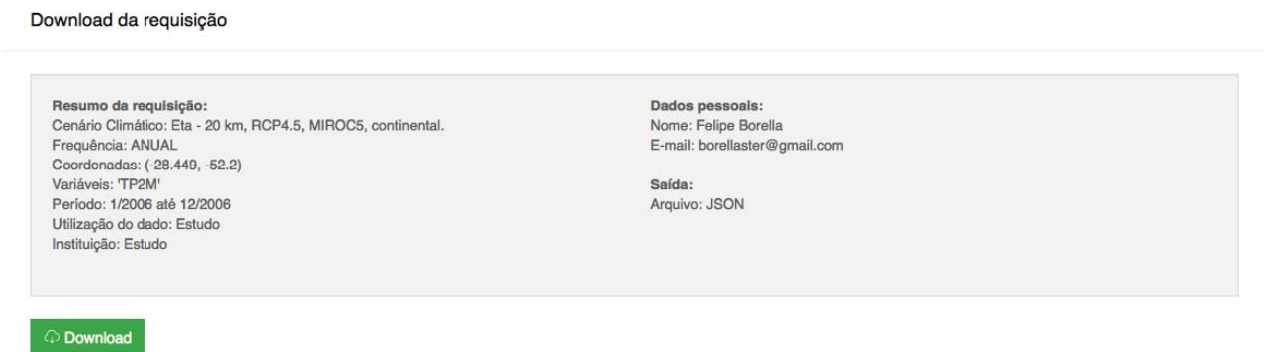 Download da requisição
Resumo da requisição:
Cenário Climático: Eta - 20 km, RCP4.5, MIROC5, continental.
Frequência: ANUAL
Coordenadas: (-28.449, -52.2)
Variáveis: 'TP2M'
Período: 1/2006 até 12/2006
Utilização do dado: Estudo
Instituição: Estudo
Dados pessoais:
Nome: Felipe Borella
E-mail: borellaster@gmail.com
Saída:
Arquivo: JSON
Download